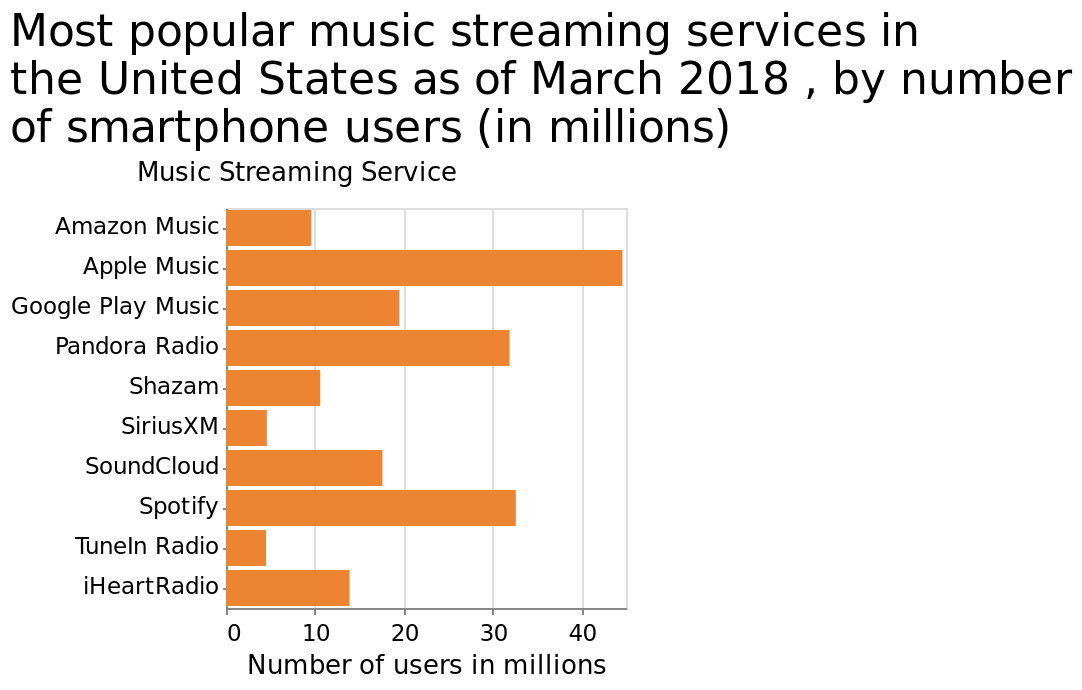 Most popular music streaming services in
the United States as of March 2018 , by number
of smartphone users (in millions)
Music Streaming Service
Amazon Music
Apple Music
Google Play Music
Pandora Radio
Shazam
SiriusXM
SoundCloud
Spotify
TuneIn Radio
iHeartRadio
0 10 20 30 40
Number of users in millions